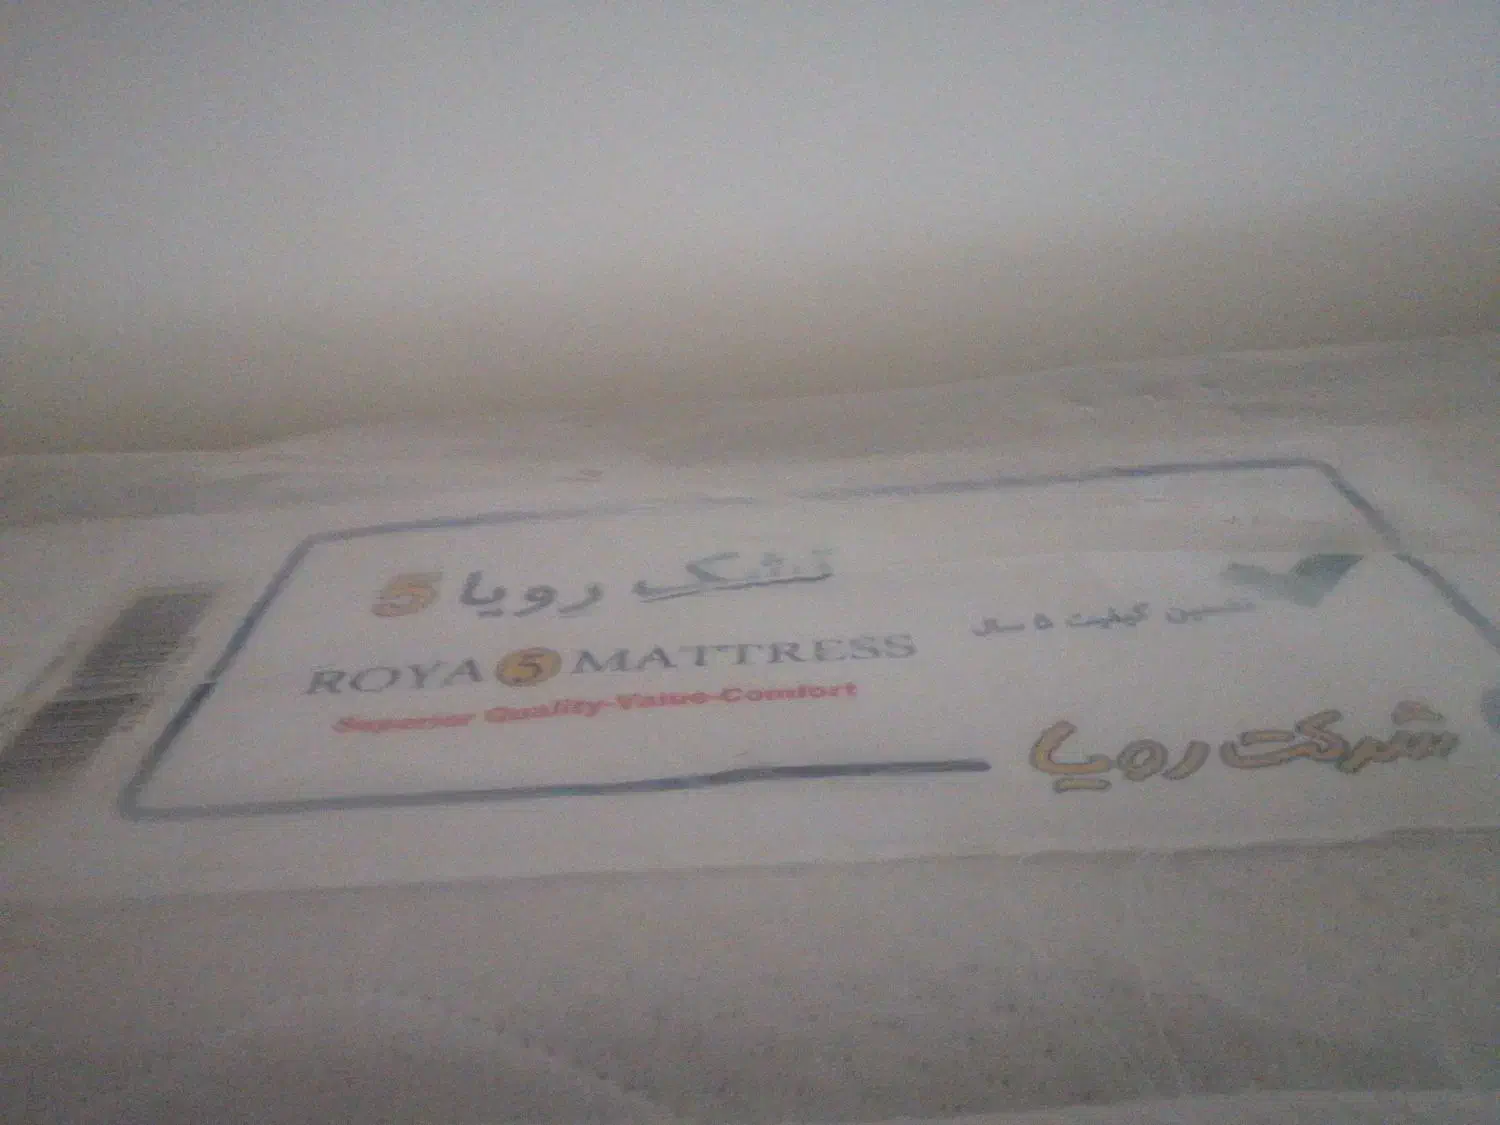 تشک رویا 5
ROYA 5 MATTRESS
Superior Quality-Value-Comfort
تضمین کیفیت ۵ سال
شرکت رویا